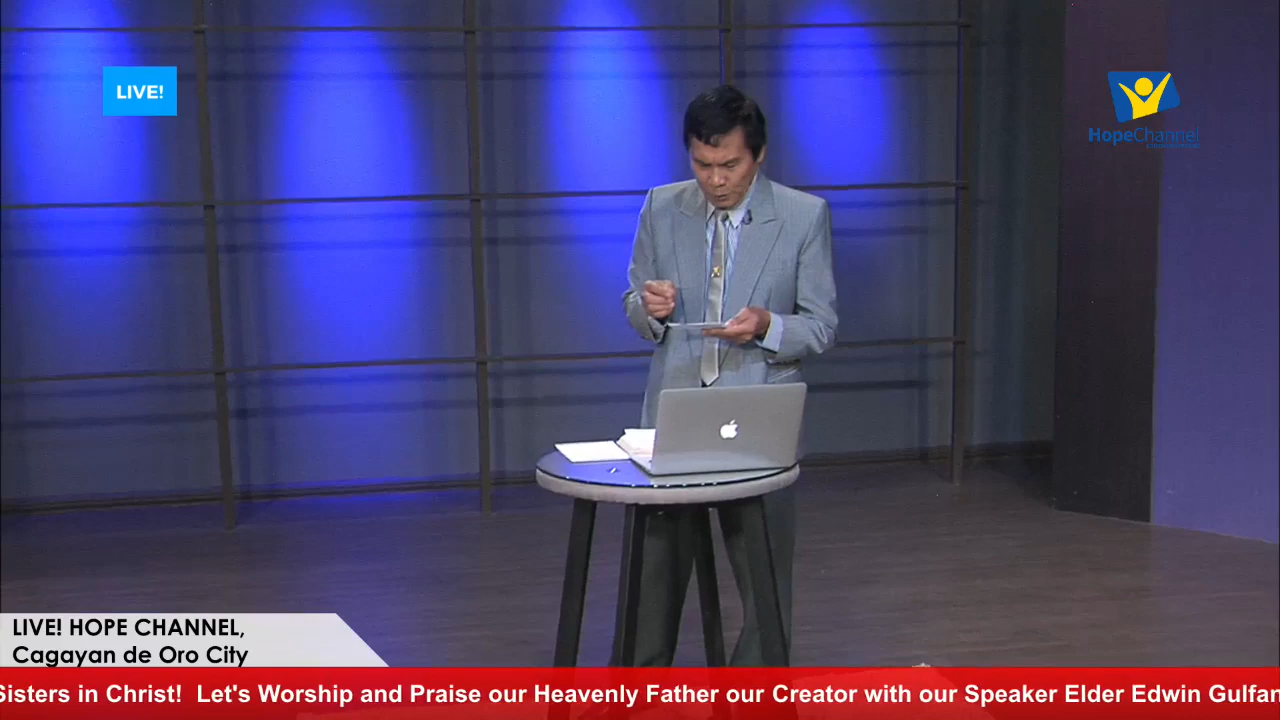 LIVE!
HopeChannel
LIVE! HOPE CHANNEL,
Cagayan de Oro City
Sisters in Christ! Let's Worship and Praise our Heavenly Father our Creator with our Speaker Elder Edwin Gulfan